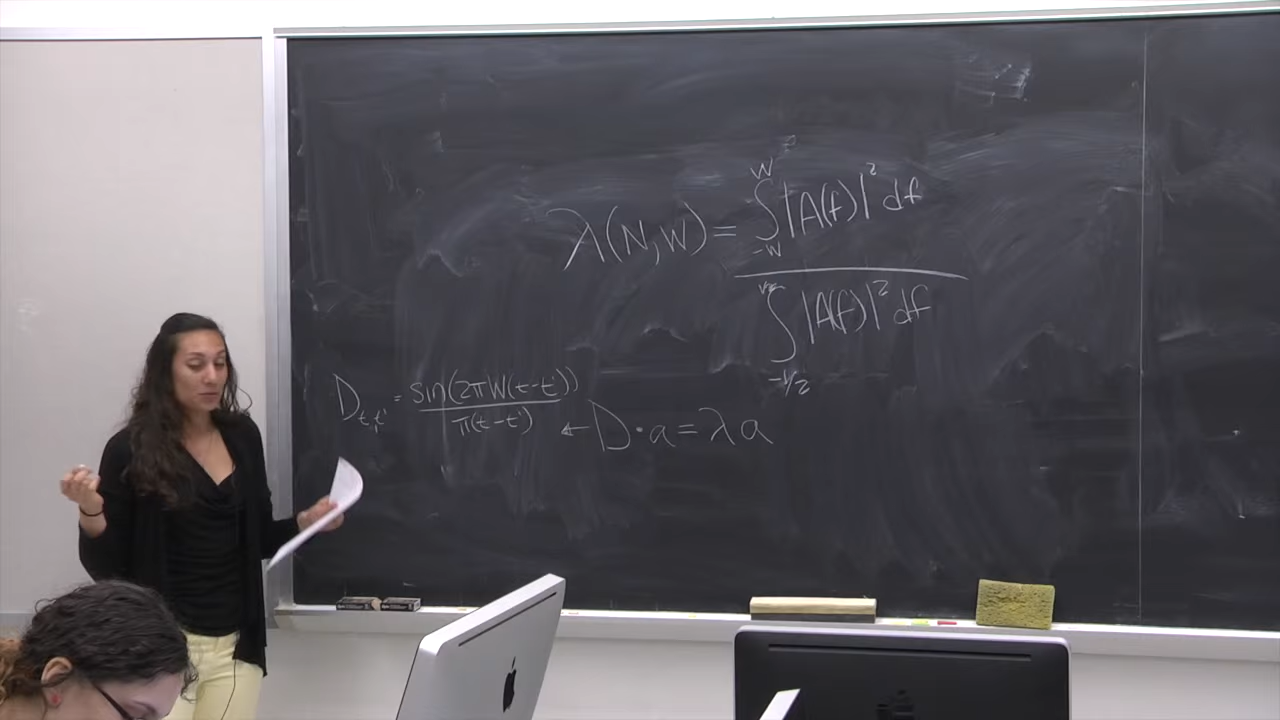 λ(N,W) = ∫_{-W}^{W} |A(f)|² df
∫_{-1/2}^{1/2} |A(f)|² df
D_{t,t'} = sin(2πW(t-t')) / π(t-t') ← D·a = λa